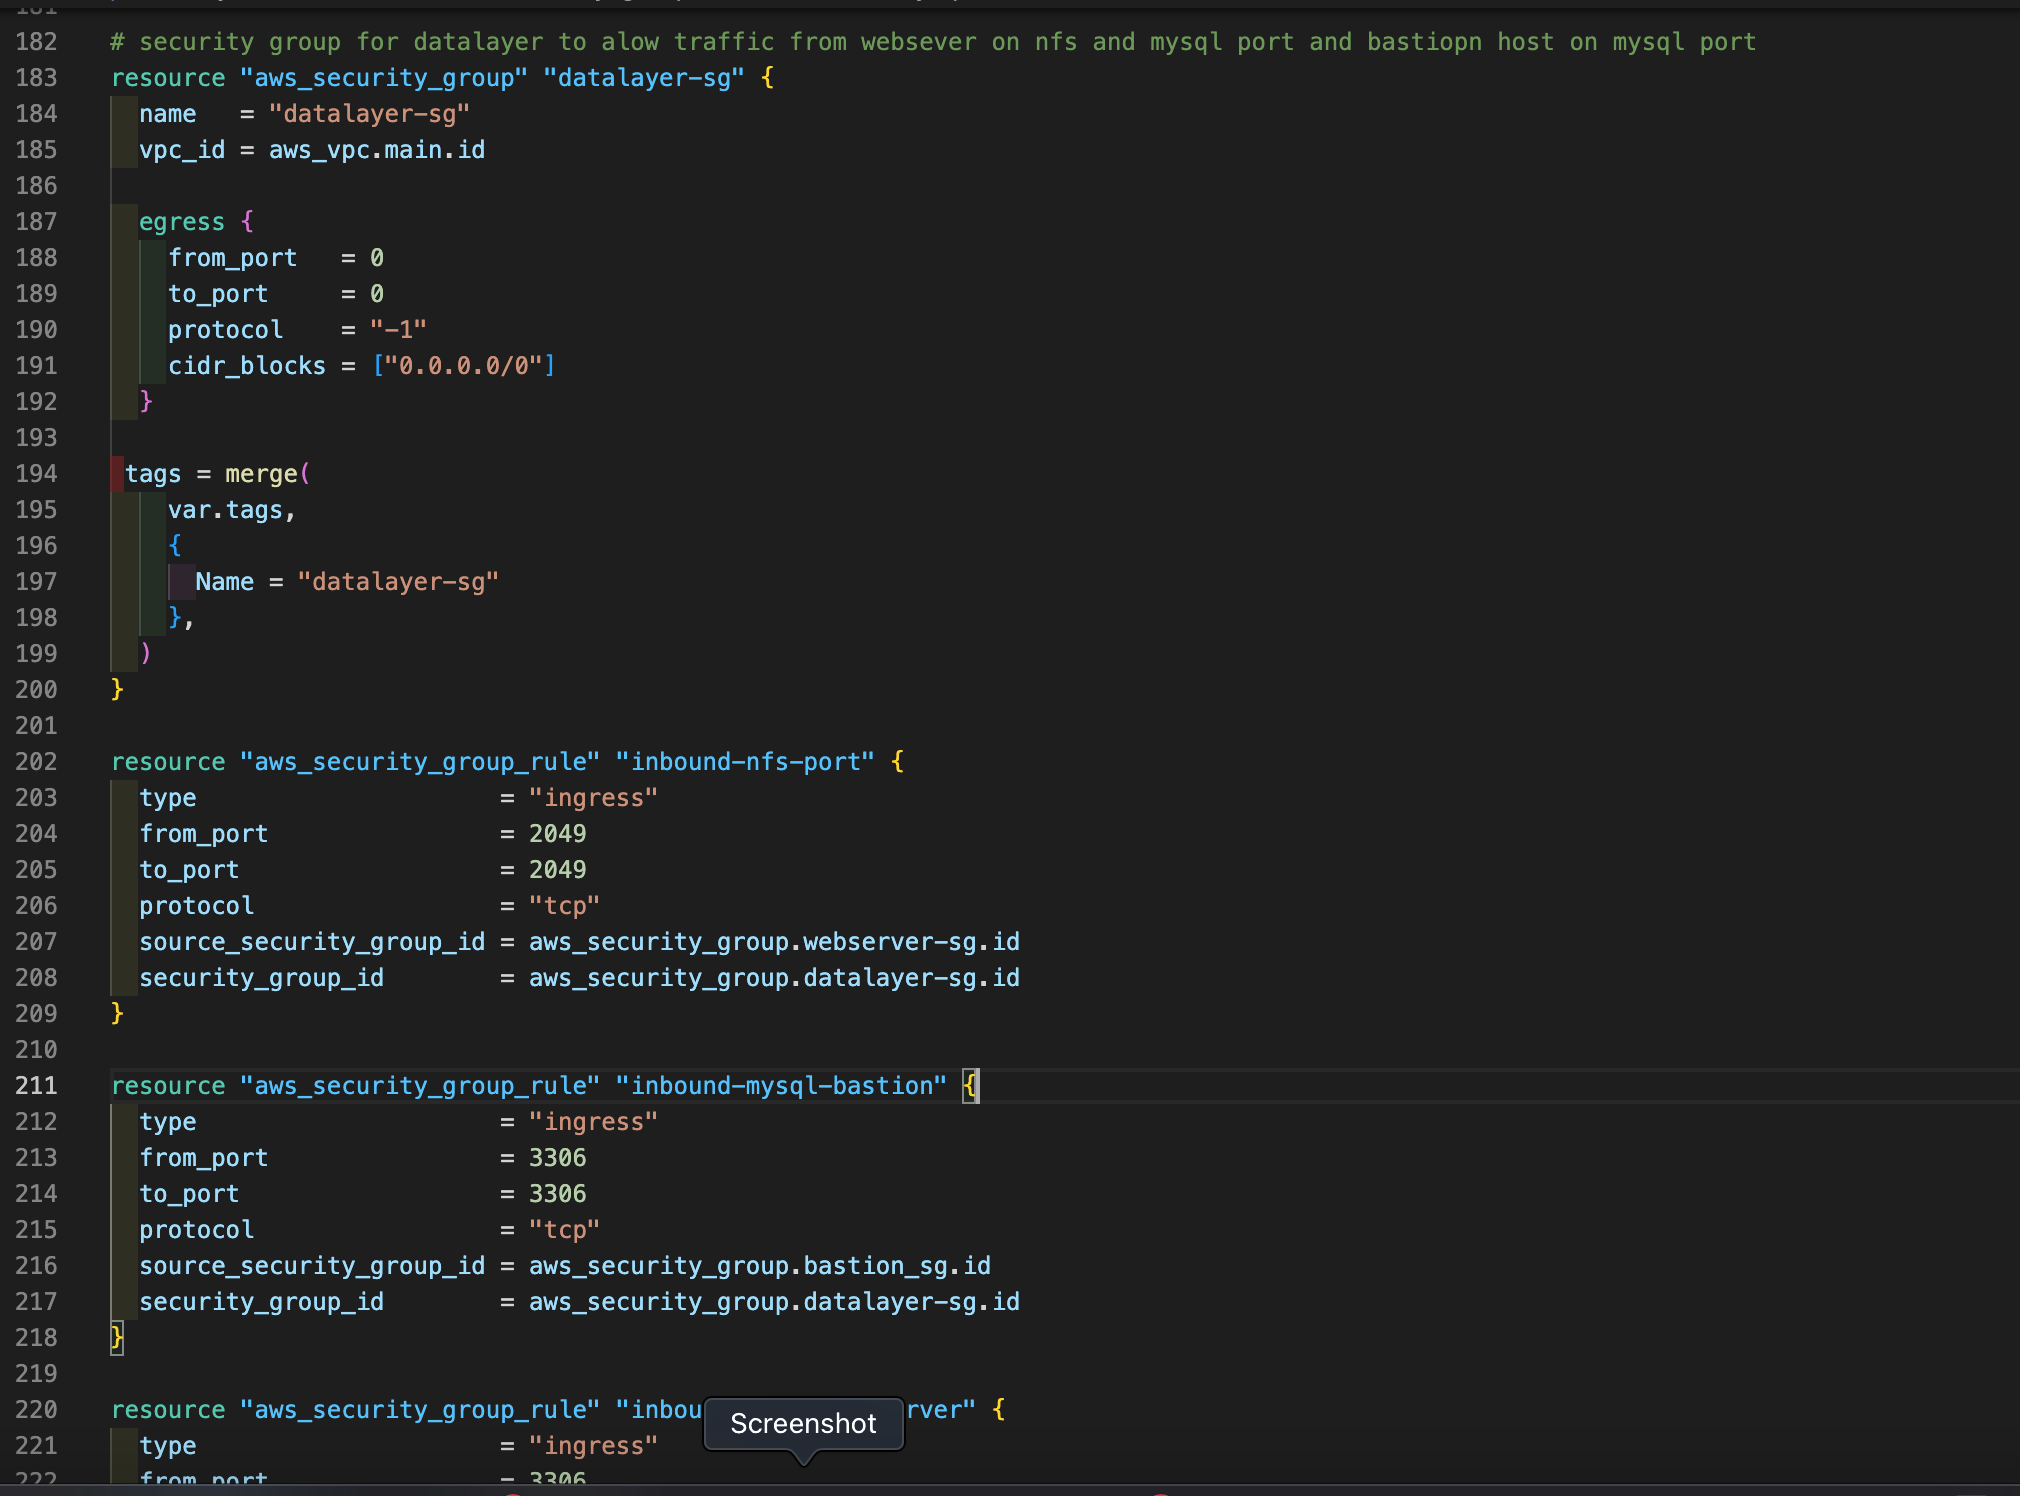 182 # security group for datalayer to alow traffic from websever on nfs and mysql port and bastiopn host on mysql port
183 resource "aws_security_group" "datalayer-sg" {
184   name   = "datalayer-sg"
185   vpc_id = aws_vpc.main.id
186
187   egress {
188     from_port   = 0
189     to_port     = 0
190     protocol    = "-1"
191     cidr_blocks = ["0.0.0.0/0"]
192   }
193
194  tags = merge(
195     var.tags,
196     {
197       Name = "datalayer-sg"
198     },
199   )
200 }
201
202 resource "aws_security_group_rule" "inbound-nfs-port" {
203   type                     = "ingress"
204   from_port                = 2049
205   to_port                  = 2049
206   protocol                 = "tcp"
207   source_security_group_id = aws_security_group.webserver-sg.id
208   security_group_id        = aws_security_group.datalayer-sg.id
209 }
210
211 resource "aws_security_group_rule" "inbound-mysql-bastion" {
212   type                     = "ingress"
213   from_port                = 3306
214   to_port                  = 3306
215   protocol                 = "tcp"
216   source_security_group_id = aws_security_group.bastion_sg.id
217   security_group_id        = aws_security_group.datalayer-sg.id
218 }
219
220 resource "aws_security_group_rule" "inbou rver" {
Screenshot
221   type                     = "ingress"
222   from_port                = 3306